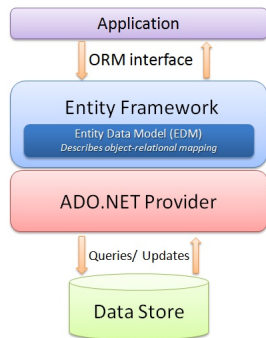 Application
ORM interface
Entity Framework
Entity Data Model (EDM)
Describes object-relational mapping
ADO.NET Provider
Queries/ Updates
Data Store